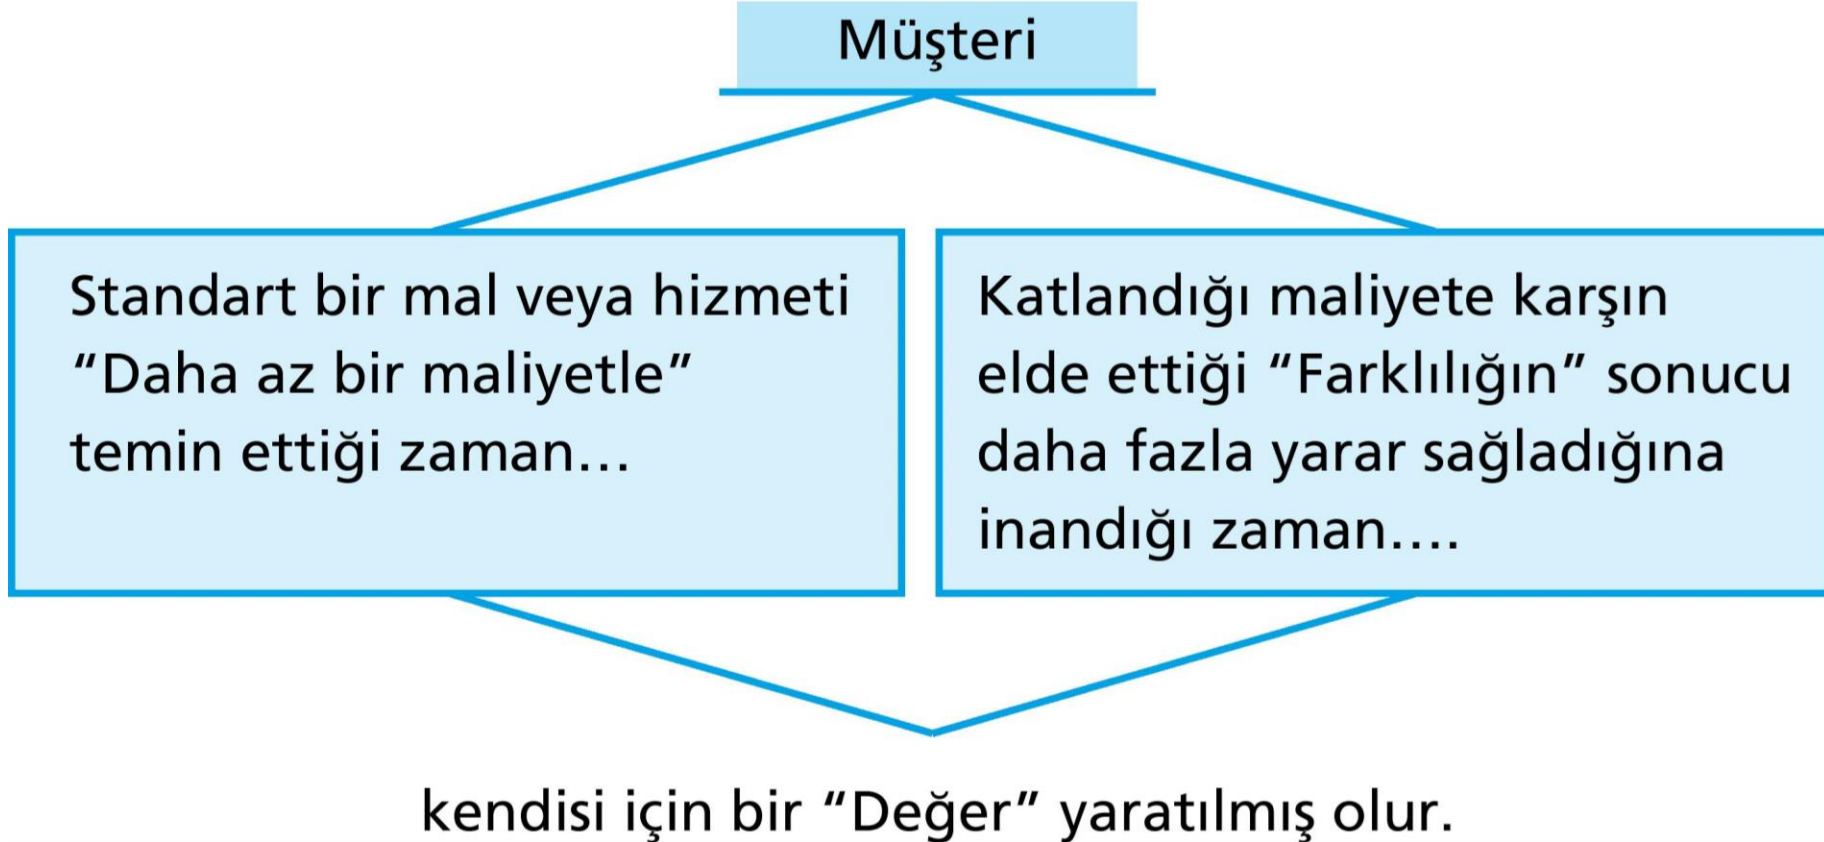 Müşteri
Standart bir mal veya hizmeti
“Daha az bir maliyetle”
temin ettiği zaman...
Katlandığı maliyete karşın
elde ettiği “Farklılığın” sonucu
daha fazla yarar sağladığına
inandığı zaman....
kendisi için bir “Değer” yaratılmış olur.